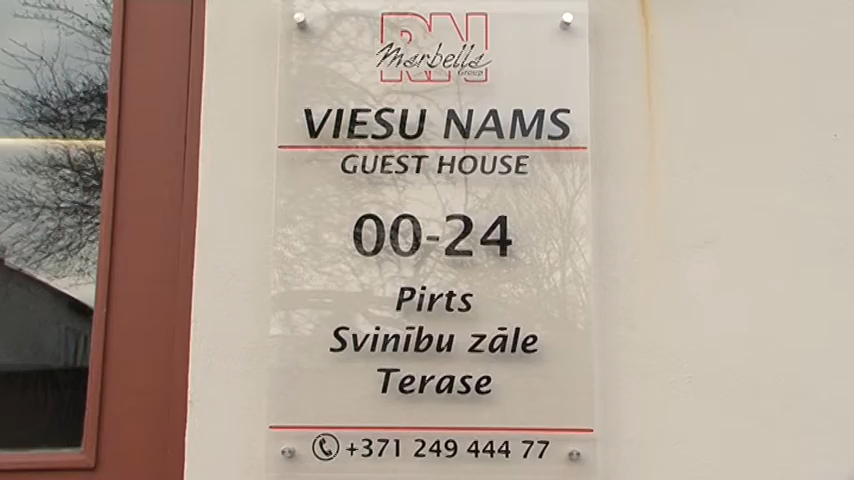 RN
Marbella
Group
VIESU NAMS
GUEST HOUSE
00-24
Pirts
Svinību zāle
Terase
+371 249 444 77